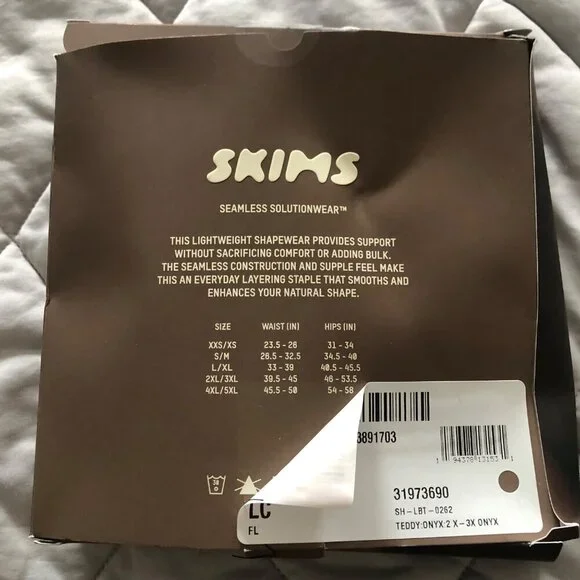 SKIMS
SEAMLESS SOLUTIONWEAR™
THIS LIGHTWEIGHT SHAPEWEAR PROVIDES SUPPORT
WITHOUT SACRIFICING COMFORT OR ADDING BULK.
THE SEAMLESS CONSTRUCTION AND SUPPLE FEEL MAKE
THIS AN EVERYDAY LAYERING STAPLE THAT SMOOTHS AND
ENHANCES YOUR NATURAL SHAPE.
SIZE WAIST (IN) HIPS (IN)
XXS/XS 23.5 - 26 31 - 34
S/M 26.5 - 32.5 34.5 - 40
L/XL 33 - 39 40.5 - 45.5
2XL/3XL 39.5 - 45 46 - 53.5
4XL/5XL 45.5 - 50 54 - 58
3891703
1 94378 13153 1
31973690
LC
SH-LBT-0262
FL
TEDDY:ONYX:2 X-3X ONYX